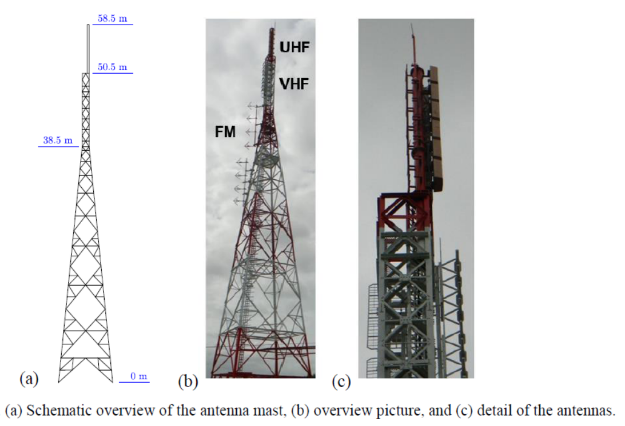 58.5 m
50.5 m
38.5 m
0 m
(a)
UHF
VHF
FM
(b)
(c)
(a) Schematic overview of the antenna mast, (b) overview picture, and (c) detail of the antennas.